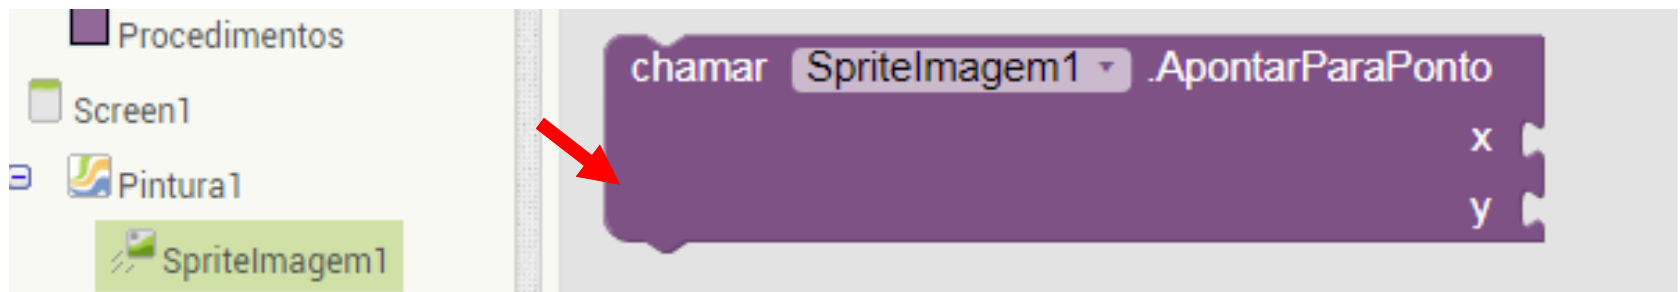 Procedimentos
Screen1
Pintura1
SpriteImagem1
chamar SpriteImagem1 .ApontarParaPonto
x
y